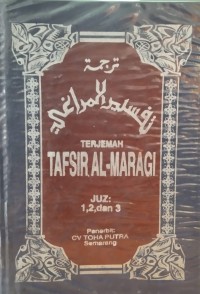 ترجمة
تفسير المراغي
TERJEMAH
TAFSIR AL-MARAGI
JUZ:
1,2,dan 3
Penerbit:
CV TOHA PUTRA
Semarang